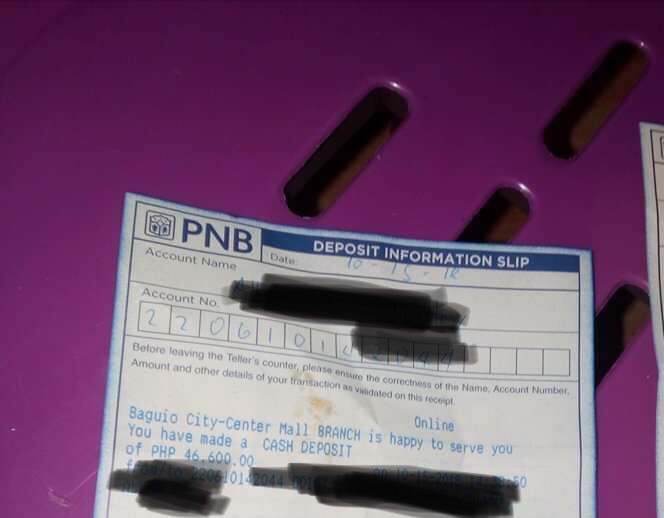 PNB
DEPOSIT INFORMATION SLIP
Date: 10 - 15 - 18
Account Name
Account No.
2 2 0 6 1 0 1
Before leaving the Teller's counter, please ensure the correctness of the Name, Account Number,
Amount and other details of your transaction as validated on this receipt.
Online
Baguio City-Center Mall BRANCH is happy to serve you
You have made a CASH DEPOSIT
of PHP 46,600.00
50